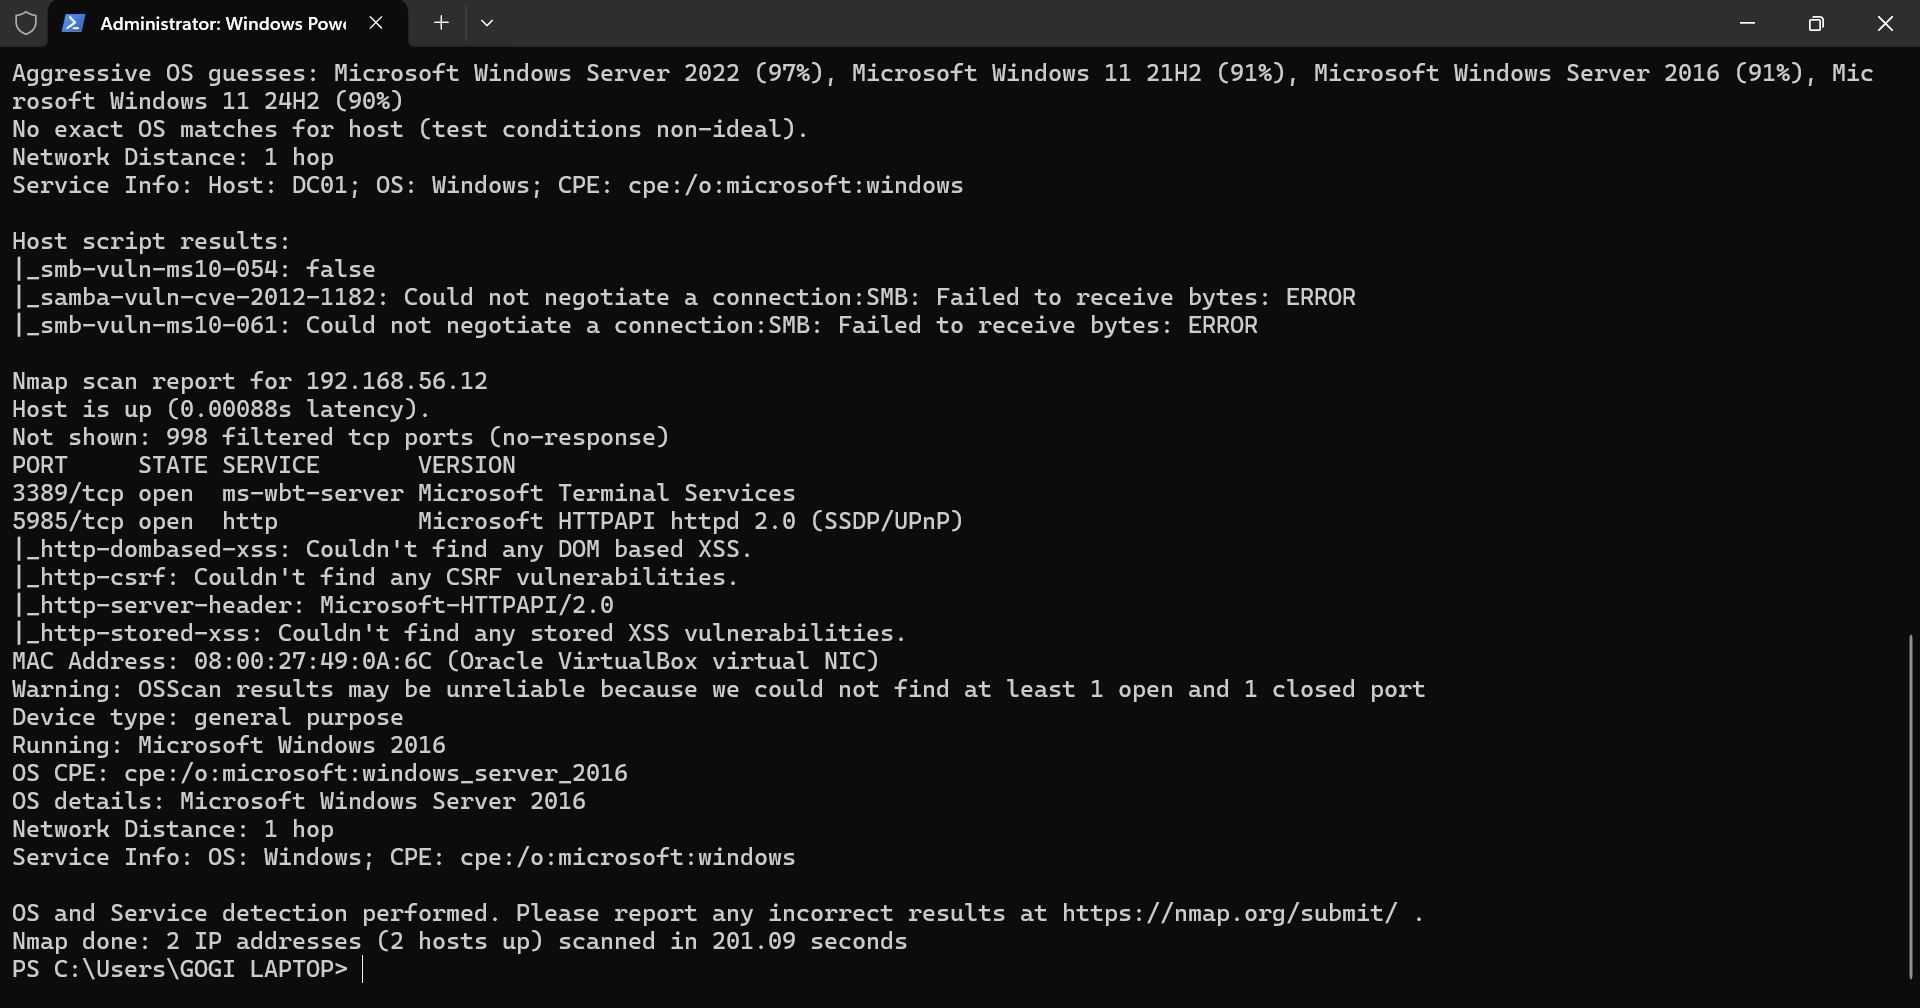 Administrator: Windows Pow
Aggressive OS guesses: Microsoft Windows Server 2022 (97%), Microsoft Windows 11 21H2 (91%), Microsoft Windows Server 2016 (91%), Mic
rosoft Windows 11 24H2 (90%)
No exact OS matches for host (test conditions non-ideal).
Network Distance: 1 hop
Service Info: Host: DC01; OS: Windows; CPE: cpe:/o:microsoft:windows
Host script results:
|_smb-vuln-ms10-054: false
|_samba-vuln-cve-2012-1182: Could not negotiate a connection:SMB: Failed to receive bytes: ERROR
|_smb-vuln-ms10-061: Could not negotiate a connection:SMB: Failed to receive bytes: ERROR
Nmap scan report for 192.168.56.12
Host is up (0.00088s latency).
Not shown: 998 filtered tcp ports (no-response)
PORT     STATE SERVICE       VERSION
3389/tcp open  ms-wbt-server Microsoft Terminal Services
5985/tcp open  http          Microsoft HTTPAPI httpd 2.0 (SSDP/UPnP)
|_http-dombased-xss: Couldn't find any DOM based XSS.
|_http-csrf: Couldn't find any CSRF vulnerabilities.
|_http-server-header: Microsoft-HTTPAPI/2.0
|_http-stored-xss: Couldn't find any stored XSS vulnerabilities.
MAC Address: 08:00:27:49:0A:6C (Oracle VirtualBox virtual NIC)
Warning: OSScan results may be unreliable because we could not find at least 1 open and 1 closed port
Device type: general purpose
Running: Microsoft Windows 2016
OS CPE: cpe:/o:microsoft:windows_server_2016
OS details: Microsoft Windows Server 2016
Network Distance: 1 hop
Service Info: OS: Windows; CPE: cpe:/o:microsoft:windows
OS and Service detection performed. Please report any incorrect results at https://nmap.org/submit/ .
Nmap done: 2 IP addresses (2 hosts up) scanned in 201.09 seconds
PS C:\Users\GOGI LAPTOP>